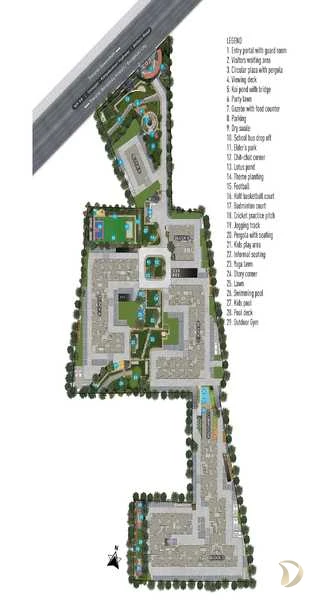 LEGEND
1. Entry portal with guard room
2. Visitors waiting area
3. Circular plaza with pergola
4. Viewing deck
5. Koi pond with bridge
6. Party lawn
7. Gazebo with food counter
8. Parking
9. Dry swale
10. School bus drop off
11. Elder's park
12. Chit-chat corner
13. Lotus pond
14. Theme planting
15. Football
16. Half basketball court
17. Badminton court
18. Cricket practice pitch
19. Jogging track
20. Pergola with seating
21. Kids play area
22. Informal seating
23. Yoga lawn
24. Story corner
25. Lawn
26. Swimming pool
27. Kids pool
28. Pool deck
29. Outdoor Gym
N